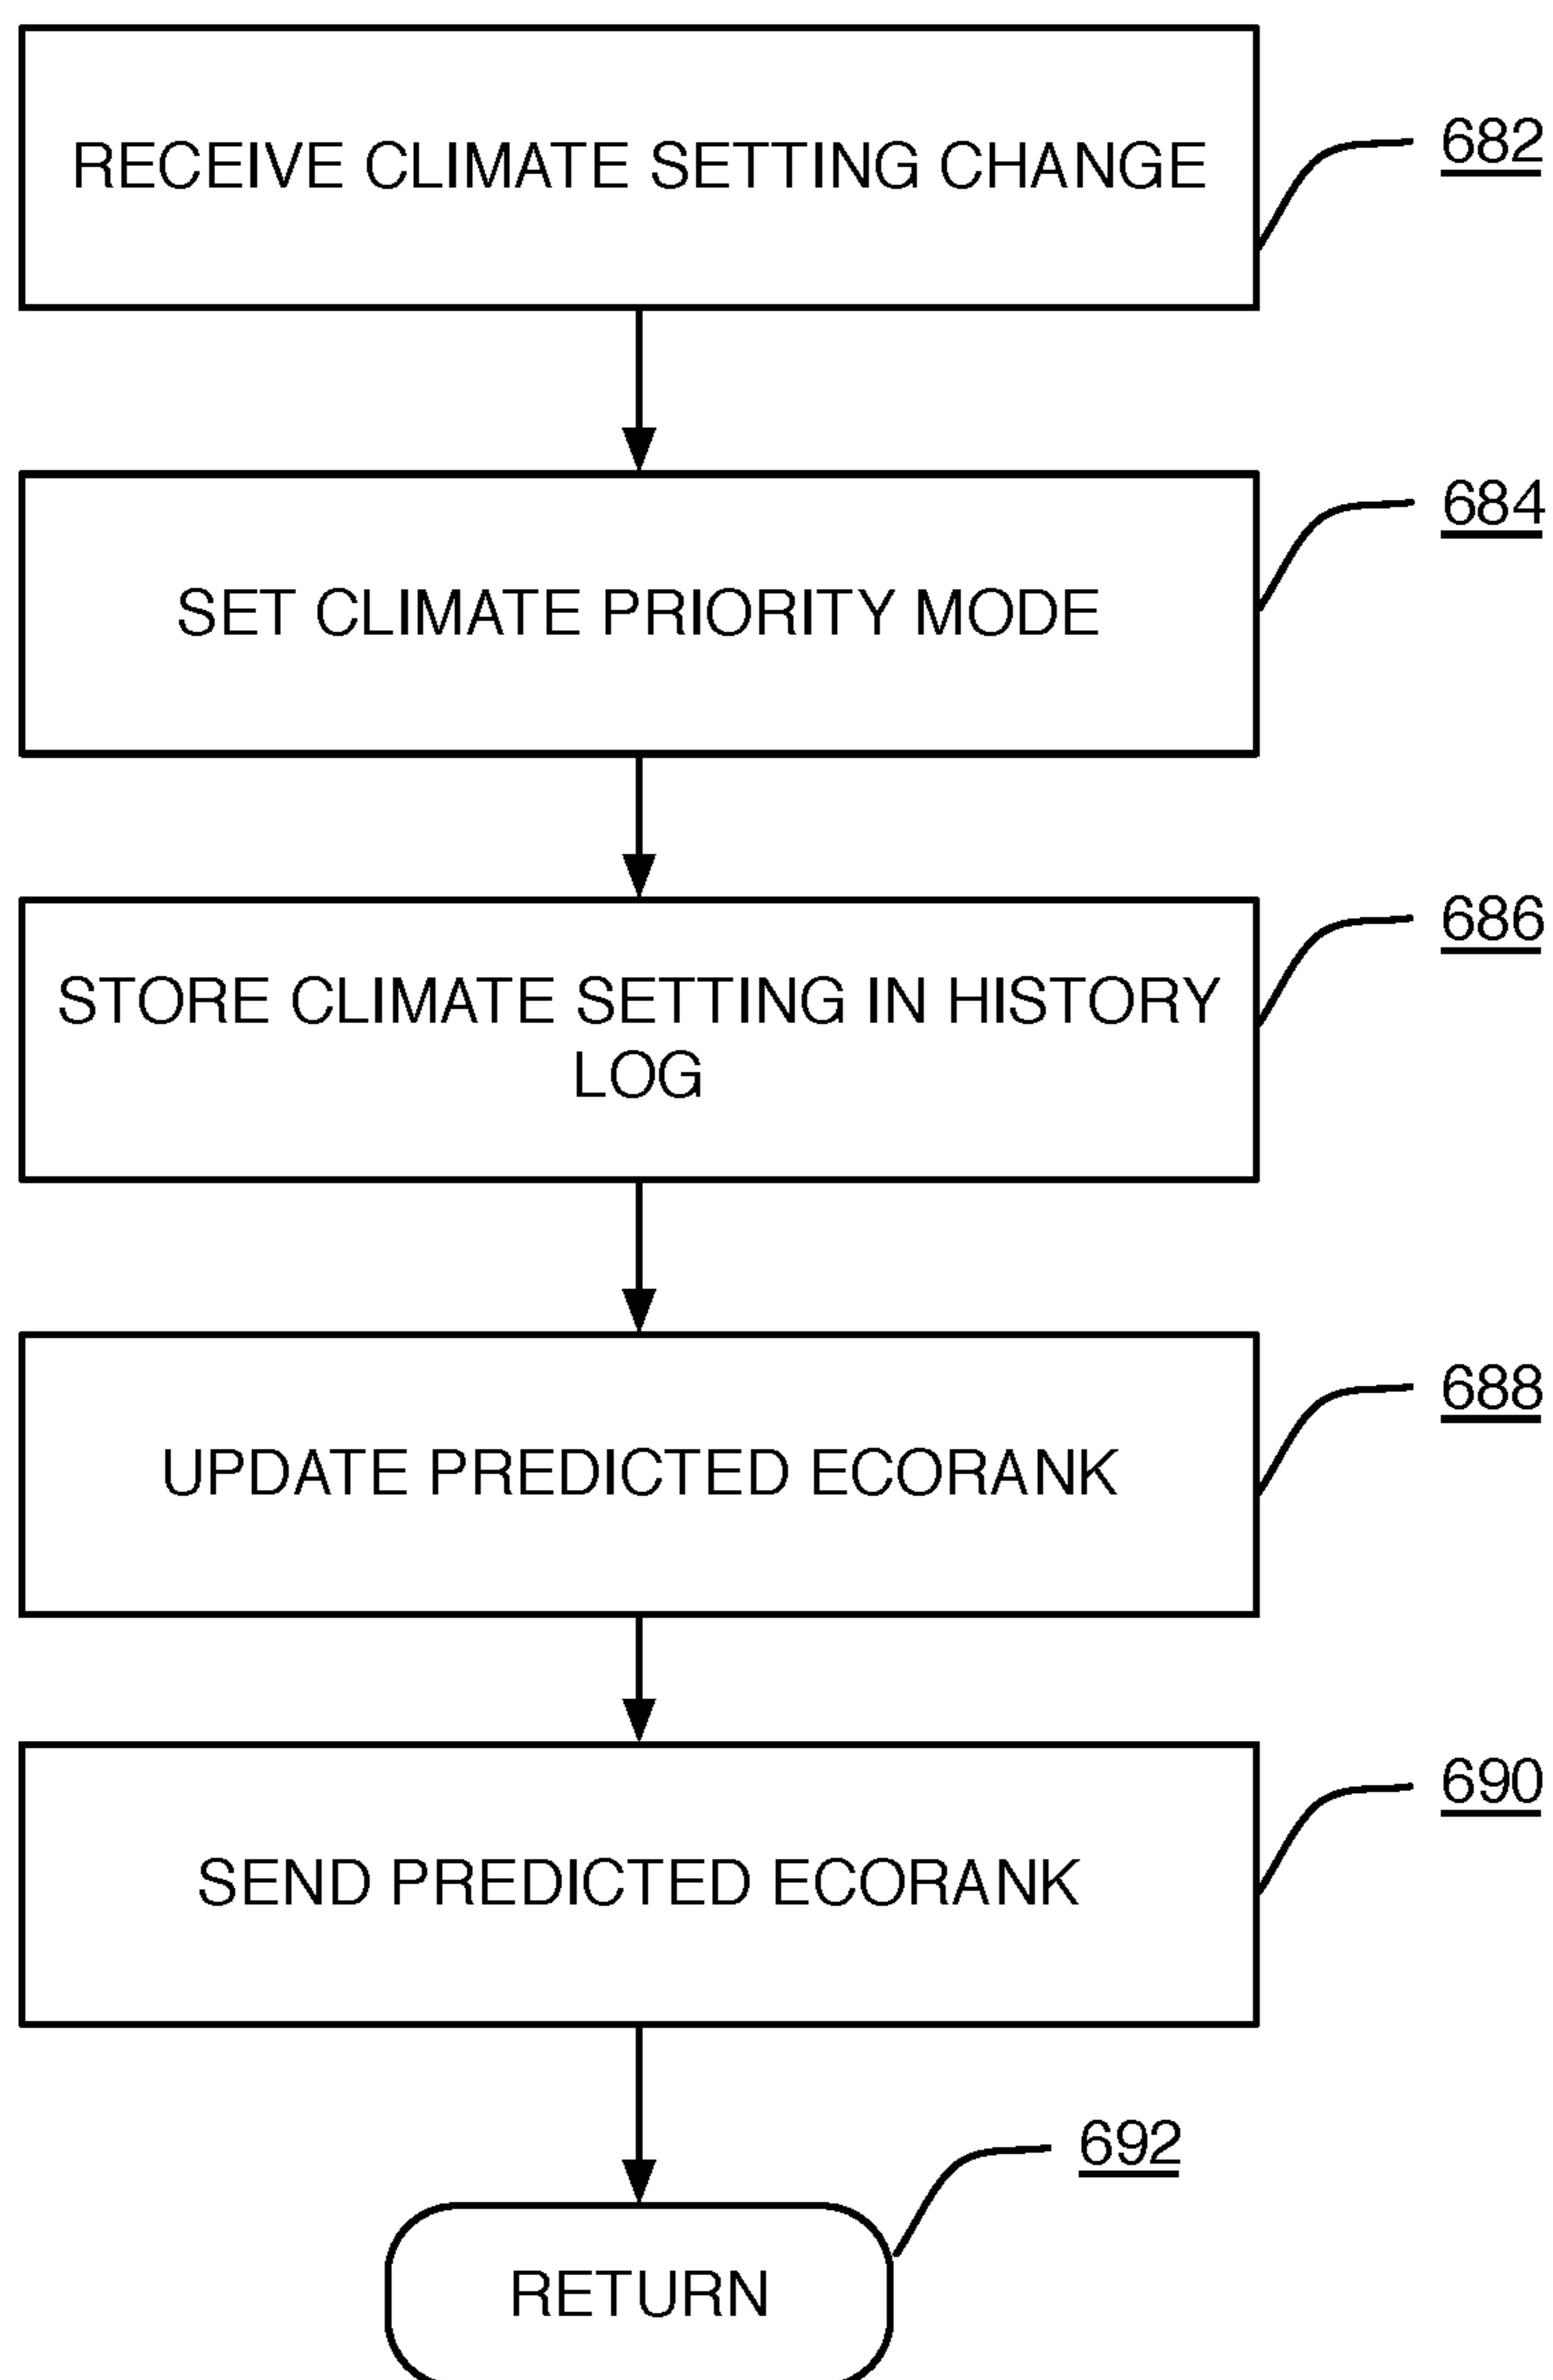 RECEIVE CLIMATE SETTING CHANGE
682
SET CLIMATE PRIORITY MODE
684
STORE CLIMATE SETTING IN HISTORY
LOG
686
UPDATE PREDICTED ECORANK
688
SEND PREDICTED ECORANK
690
RETURN
692